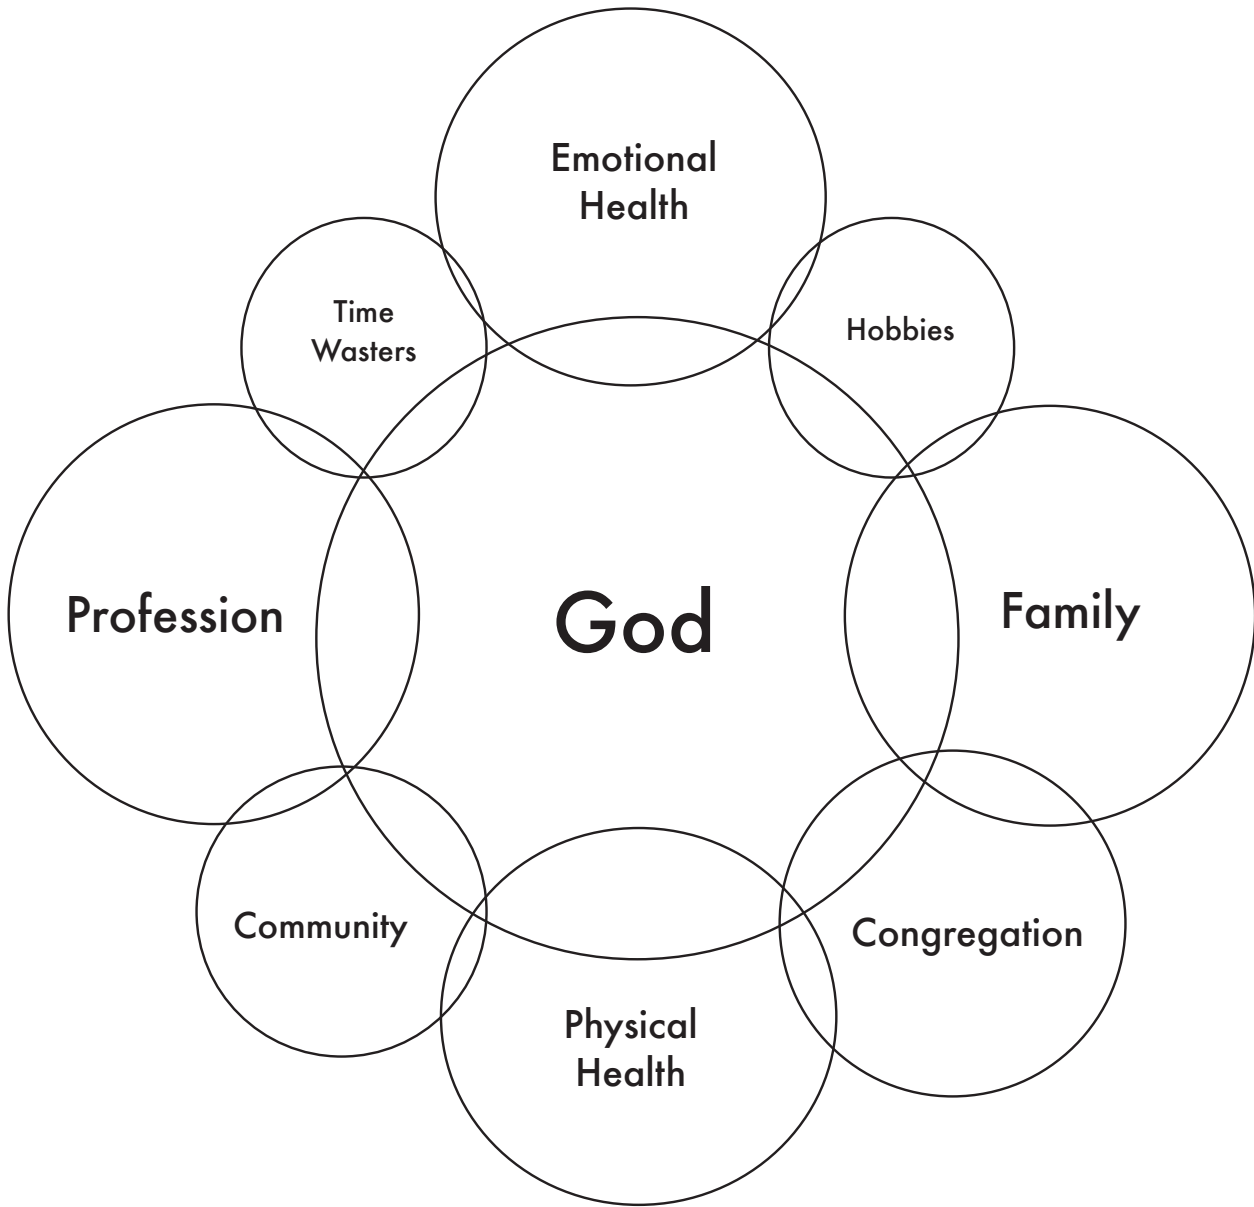 Emotional
Health
Time
Wasters
Hobbies
Profession
God
Family
Community
Congregation
Physical
Health